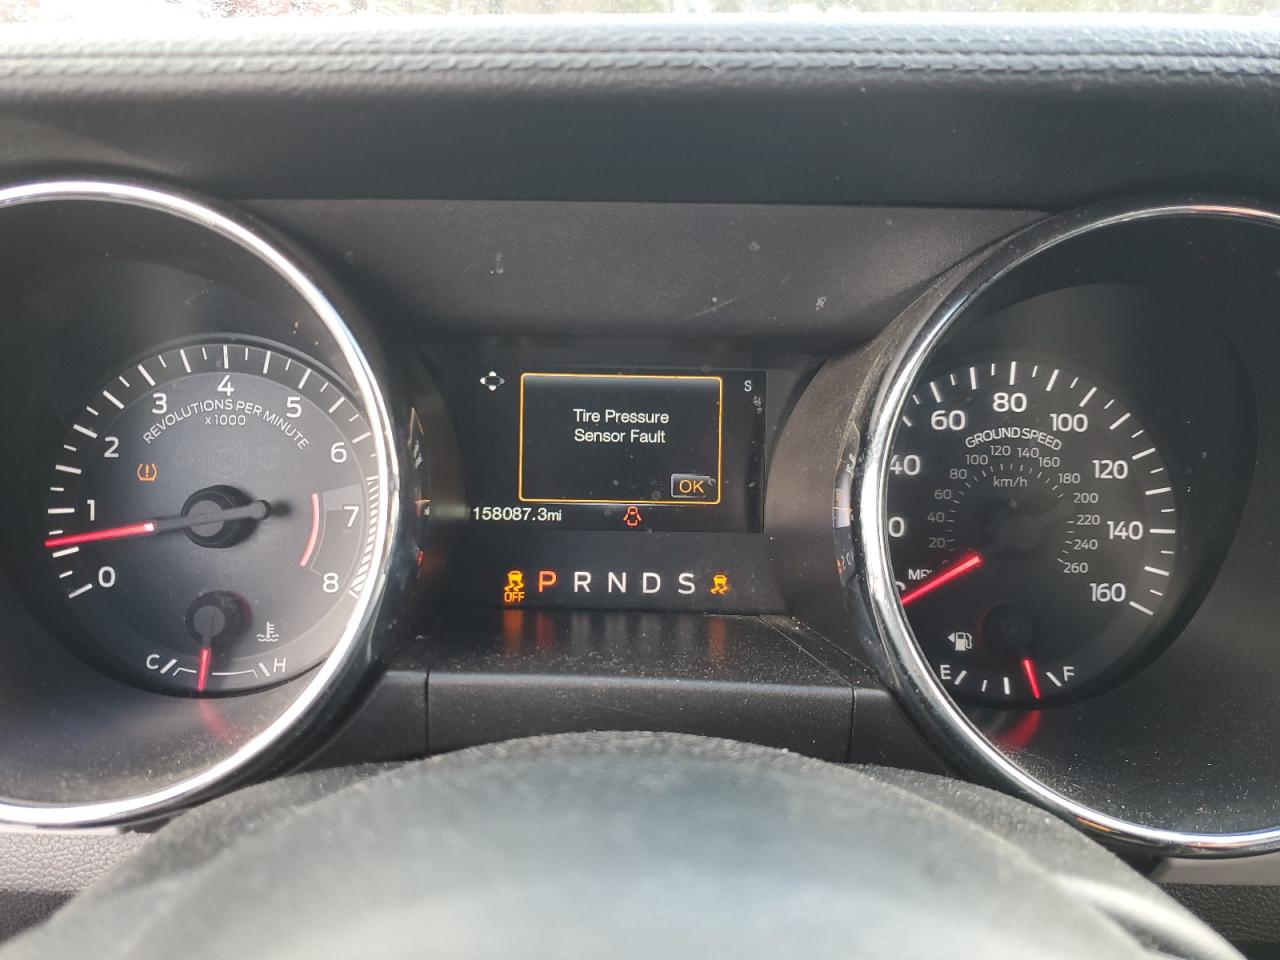 Tire Pressure
Sensor Fault
OK
S
158087.3mi
OFF P R N D S
REVOLUTIONS PER MINUTE
x1000
0 1 2 3 4 5 6 7 8
C H
GROUND SPEED
km/h
40 60 80 100 120 140 160
20 40 60 80 100 120 140 160 180 200 220 240 260
E F